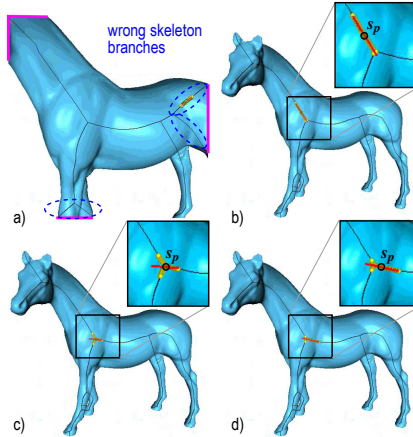 wrong skeleton
branches
a)
s_p
b)
s_p
c)
s_p
d)